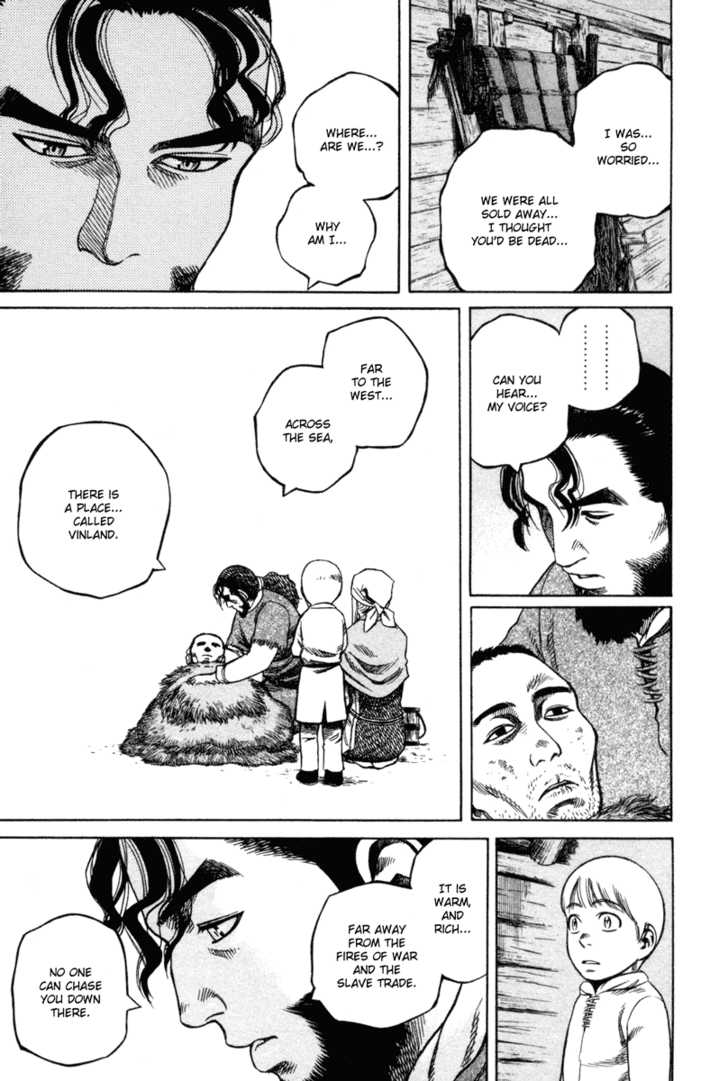 I WAS...
SO
WORRIED...
WE WERE ALL
SOLD AWAY...
I THOUGHT
YOU'D BE DEAD...
WHERE...
ARE WE...?
WHY
AM I...
.........
CAN YOU
HEAR...
MY VOICE?
FAR
TO THE
WEST...
ACROSS
THE SEA,
THERE IS
A PLACE...
CALLED
VINLAND.
IT IS
WARM,
AND
RICH...
FAR AWAY
FROM THE
FIRES OF WAR
AND THE
SLAVE TRADE.
NO ONE
CAN CHASE
YOU DOWN
THERE.